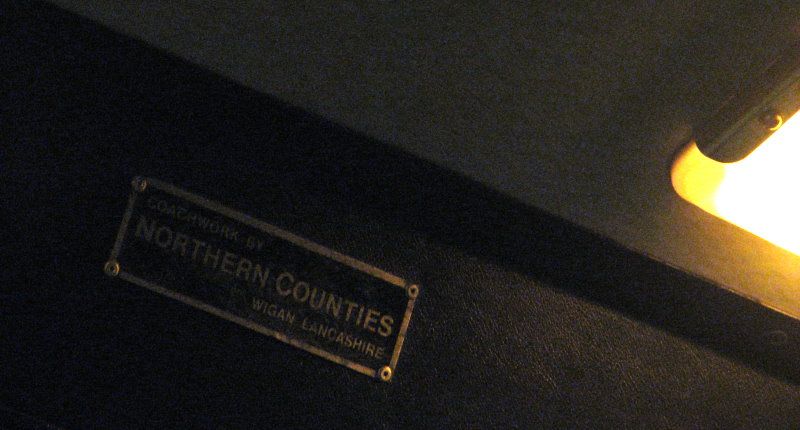 COACHWORK BY
NORTHERN COUNTIES
WIGAN LANCASHIRE